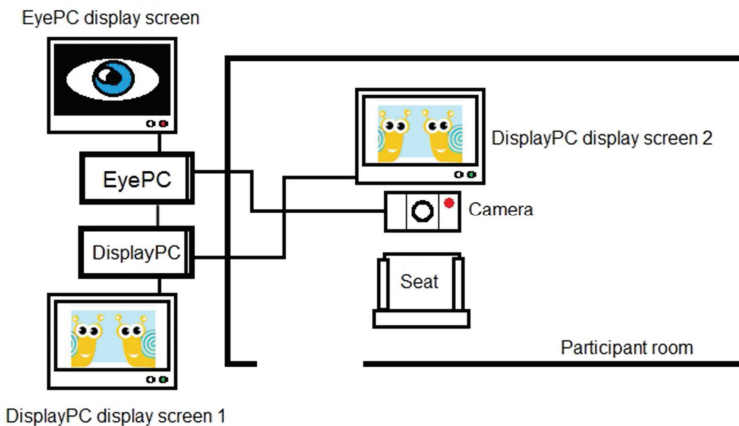 EyePC display screen
EyePC
DisplayPC display screen 2
Camera
DisplayPC
Seat
Participant room
DisplayPC display screen 1